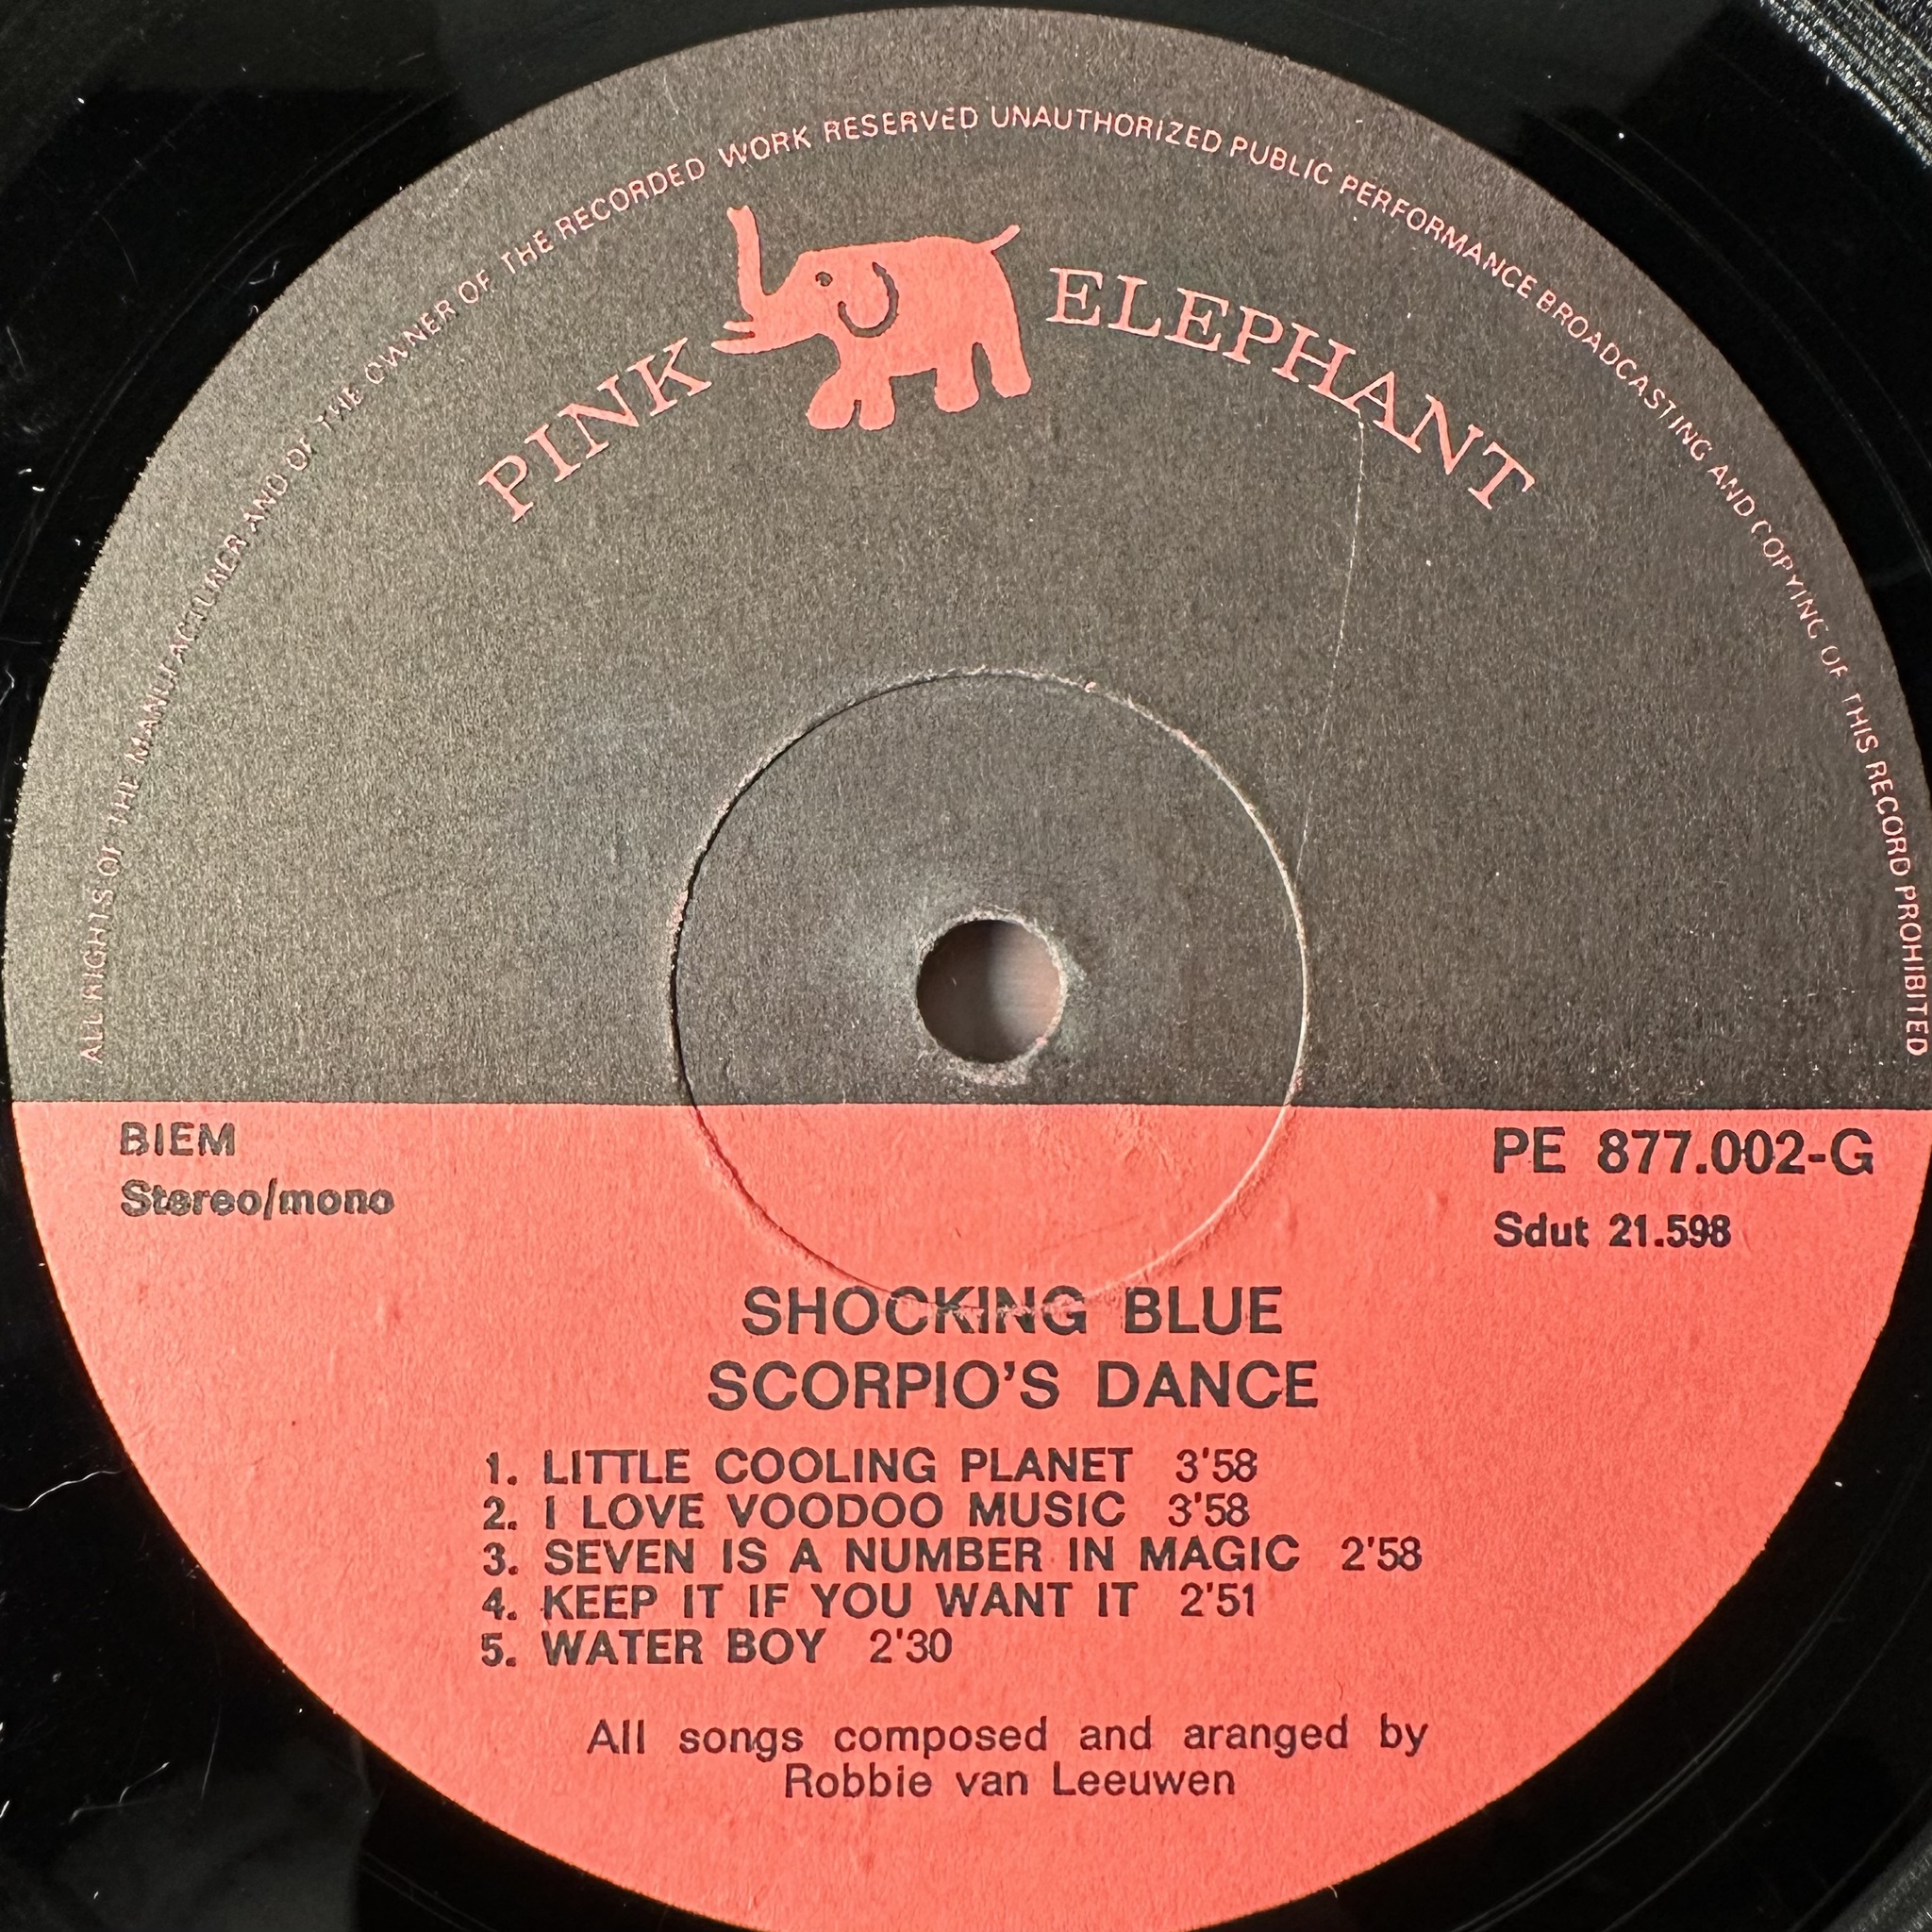 ALL RIGHTS OF THE MANUFACTURER AND OF THE OWNER OF THE RECORDED WORK RESERVED UNAUTHORIZED PUBLIC PERFORMANCE BROADCASTING AND COPYING OF THIS RECORD PROHIBITED
PINK ELEPHANT
BIEM
Stereo/mono
PE 877.002-G
Sdut 21.598
SHOCKING BLUE
SCORPIO'S DANCE
1. LITTLE COOLING PLANET 3'58
2. I LOVE VOODOO MUSIC 3'58
3. SEVEN IS A NUMBER IN MAGIC 2'58
4. KEEP IT IF YOU WANT IT 2'51
5. WATER BOY 2'30
All songs composed and aranged by
Robbie van Leeuwen